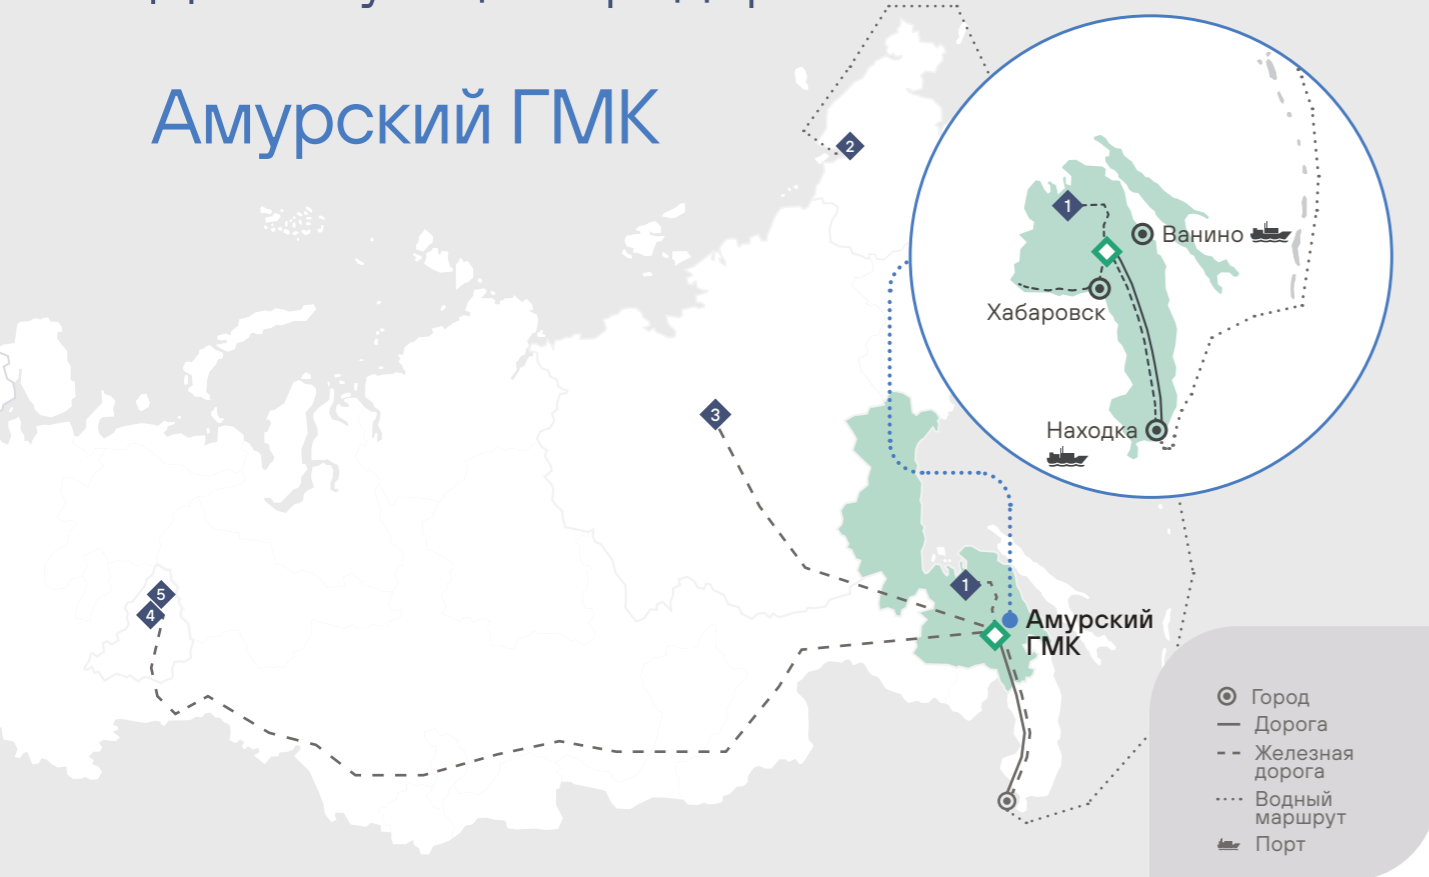 Амурский ГМК
2
1
Ванино
Хабаровск
Находка
3
1
Амурский
ГМК
5
4
Город
Дорога
Железная
дорога
Водный
маршрут
Порт